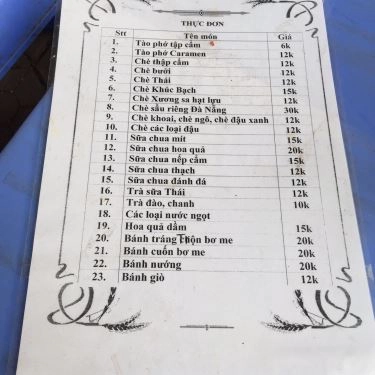 THỰC ĐƠN
Stt Tên món Giá
1. Tào phớ tập cẩm 6k
2. Tào phớ Caramen 12k
3. Chè thập cẩm 12k
4. Chè bưởi 12k
5. Chè Thái 12k
6. Chè Khúc Bạch 15k
7. Chè Xương sa hạt lựu 12k
8. Chè sầu riêng Đà Nẵng 30k
9. Chè khoai, chè ngô, chè đậu xanh 12k
10. Chè các loại đậu 12k
11. Sữa chua mít 15k
12. Sữa chua hoa quả 20k
13. Sữa chua nếp cẩm 15k
14. Sữa chua thạch 12k
15. Sữa chua đánh đá 12k
16. Trà sữa Thái 12k
17. Trà đào, chanh 10k
18. Các loại nước ngọt
19. Hoa quả dầm 15k
20. Bánh tráng Trộn bơ me 20k
21. Bánh cuốn bơ me 20k
22. Bánh nướng 20k
23. Bánh giò 12k